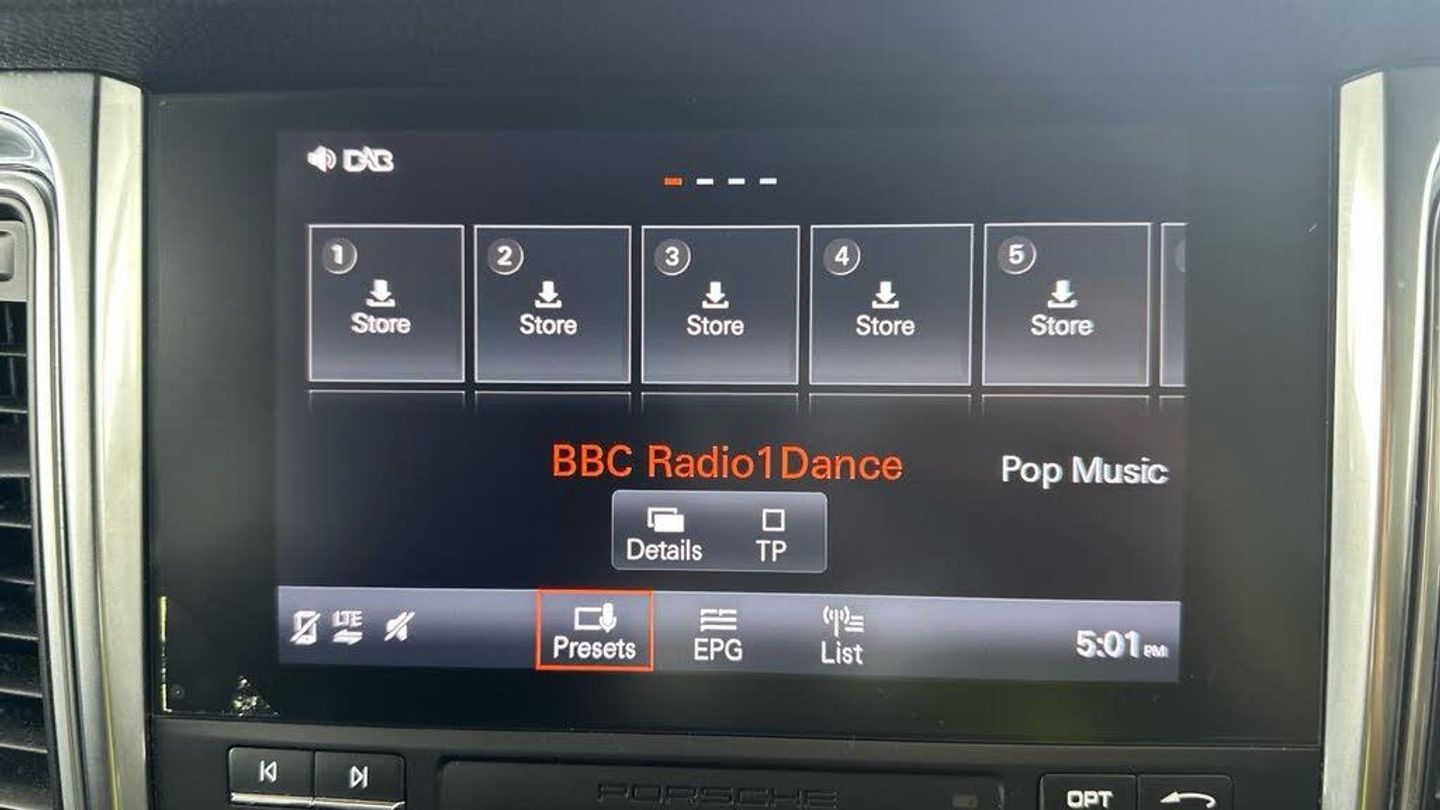 DAB
1 2 3 4 5
Store Store Store Store Store
BBC Radio1Dance
Pop Music
Details TP
LTE
Presets EPG List
5:01 PM
PORSCHE
OPT